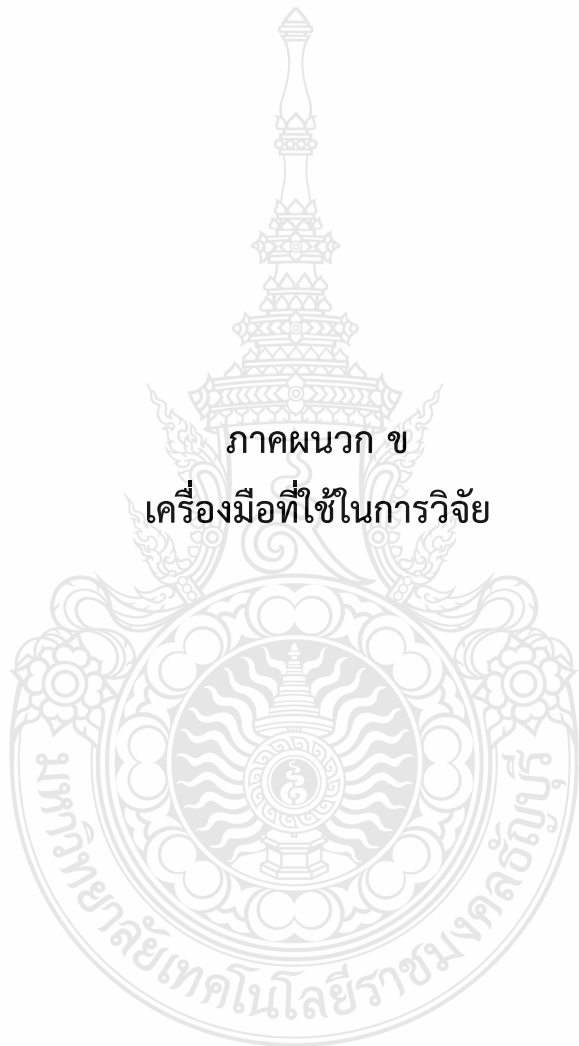 ภาคผนวก ข
เครื่องมือที่ใช้ในการวิจัย
มหาวิทยาลัยเทคโนโลยีราชมงคลธัญบุรี